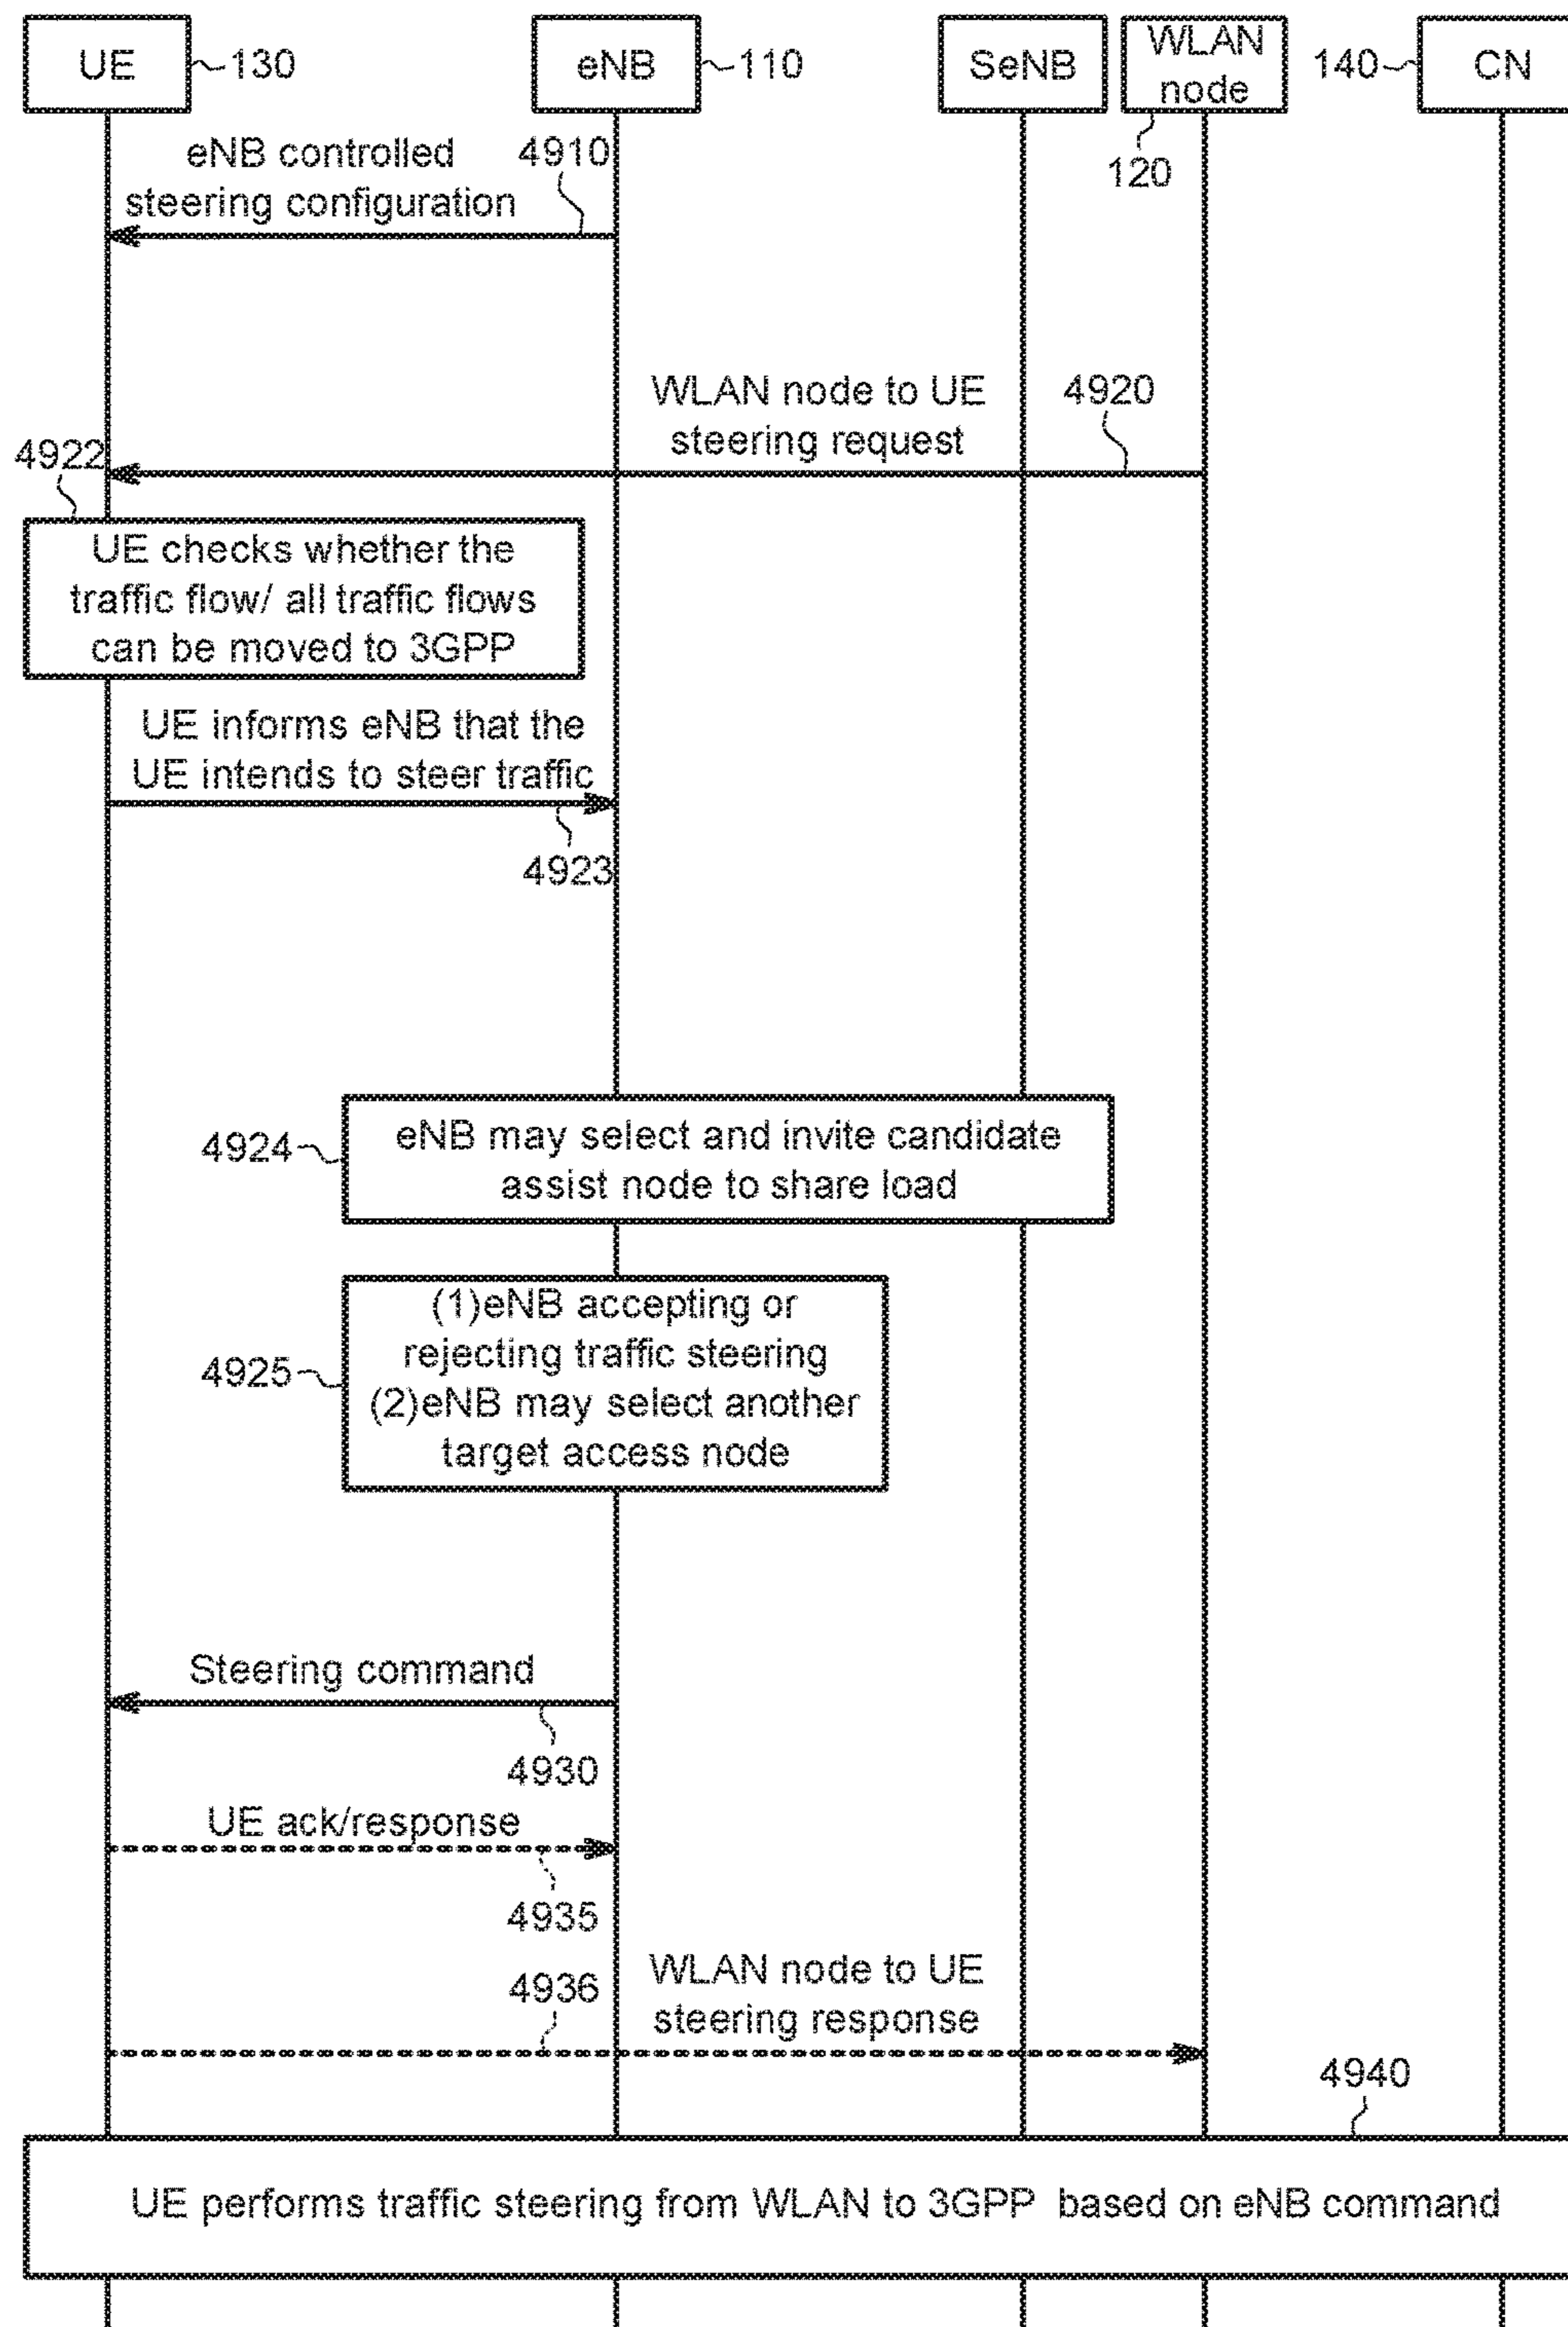 UE
130
eNB
110
SeNB
WLAN
node
120
140
CN
eNB controlled
steering configuration
4910
WLAN node to UE
steering request
4920
4922
UE checks whether the
traffic flow/ all traffic flows
can be moved to 3GPP
UE informs eNB that the
UE intends to steer traffic
4923
4924
eNB may select and invite candidate
assist node to share load
4925
(1)eNB accepting or
rejecting traffic steering
(2)eNB may select another
target access node
Steering command
4930
UE ack/response
4935
4936
WLAN node to UE
steering response
4940
UE performs traffic steering from WLAN to 3GPP based on eNB command